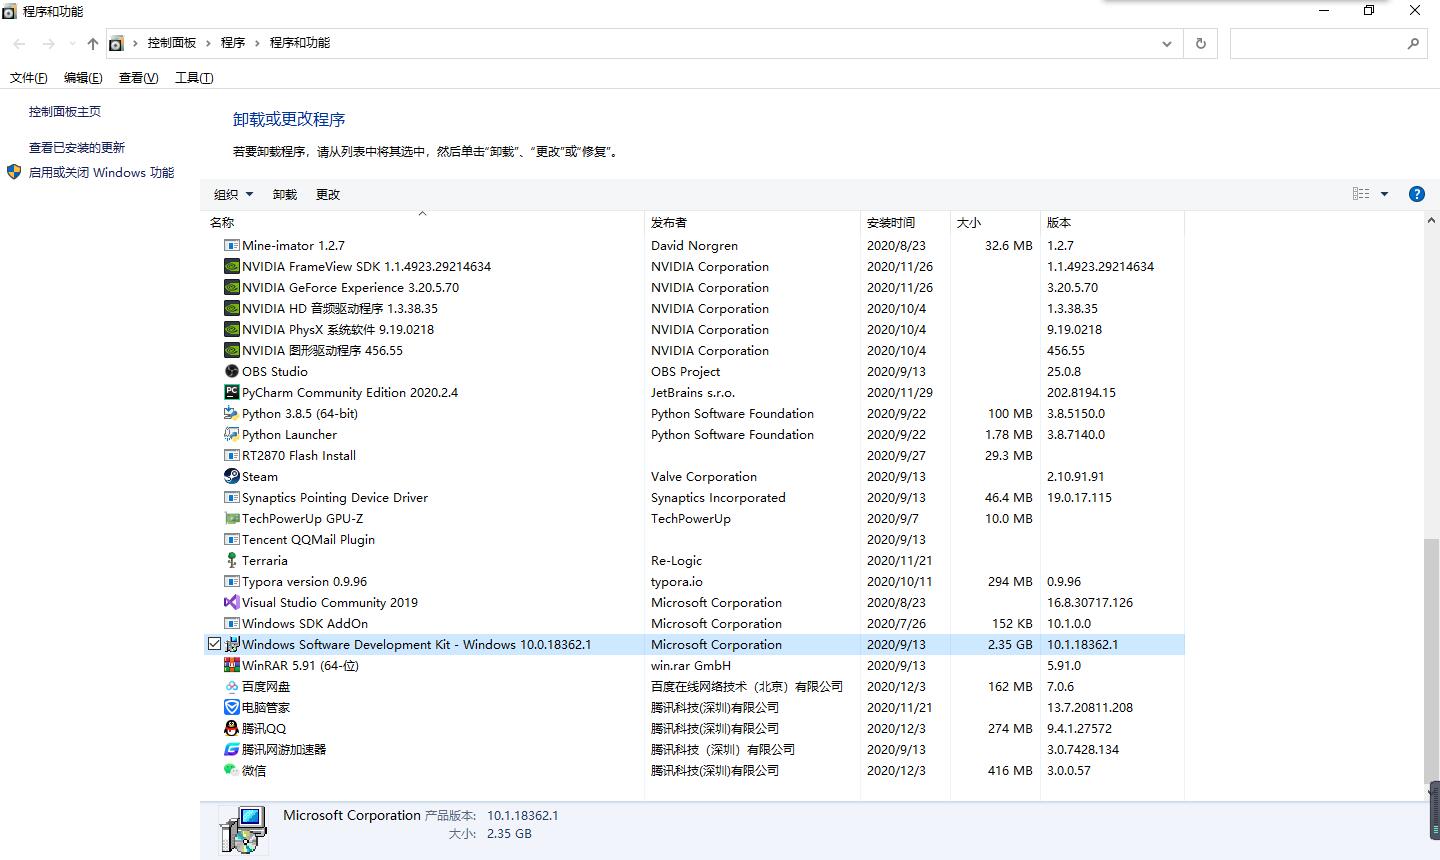 程序和功能
控制面板 › 程序 › 程序和功能
文件(F) 编辑(E) 查看(V) 工具(T)
控制面板主页
查看已安装的更新
启用或关闭 Windows 功能
卸载或更改程序
若要卸载程序，请从列表中将其选中，然后单击“卸载”、“更改”或“修复”。
组织 卸载 更改
名称 发布者 安装时间 大小 版本
Mine-imator 1.2.7 David Norgren 2020/8/23 32.6 MB 1.2.7
NVIDIA FrameView SDK 1.1.4923.29214634 NVIDIA Corporation 2020/11/26 1.1.4923.29214634
NVIDIA GeForce Experience 3.20.5.70 NVIDIA Corporation 2020/11/26 3.20.5.70
NVIDIA HD 音频驱动程序 1.3.38.35 NVIDIA Corporation 2020/10/4 1.3.38.35
NVIDIA PhysX 系统软件 9.19.0218 NVIDIA Corporation 2020/10/4 9.19.0218
NVIDIA 图形驱动程序 456.55 NVIDIA Corporation 2020/10/4 456.55
OBS Studio OBS Project 2020/9/13 25.0.8
PyCharm Community Edition 2020.2.4 JetBrains s.r.o. 2020/11/29 202.8194.15
Python 3.8.5 (64-bit) Python Software Foundation 2020/9/22 100 MB 3.8.5150.0
Python Launcher Python Software Foundation 2020/9/22 1.78 MB 3.8.7140.0
RT2870 Flash Install 2020/9/27 29.3 MB
Steam Valve Corporation 2020/9/13 2.10.91.91
Synaptics Pointing Device Driver Synaptics Incorporated 2020/9/13 46.4 MB 19.0.17.115
TechPowerUp GPU-Z TechPowerUp 2020/9/7 10.0 MB
Tencent QQMail Plugin 2020/9/13
Terraria Re-Logic 2020/11/21
Typora version 0.9.96 typora.io 2020/10/11 294 MB 0.9.96
Visual Studio Community 2019 Microsoft Corporation 2020/8/23 16.8.30717.126
Windows SDK AddOn Microsoft Corporation 2020/7/26 152 KB 10.1.0.0
Windows Software Development Kit - Windows 10.0.18362.1 Microsoft Corporation 2020/9/13 2.35 GB 10.1.18362.1
WinRAR 5.91 (64-位) win.rar GmbH 2020/9/13 5.91.0
百度网盘 百度在线网络技术（北京）有限公司 2020/12/3 162 MB 7.0.6
电脑管家 腾讯科技(深圳)有限公司 2020/11/21 13.7.20811.208
腾讯QQ 腾讯科技(深圳)有限公司 2020/12/3 274 MB 9.4.1.27572
腾讯网游加速器 腾讯科技（深圳）有限公司 2020/9/13 3.0.7428.134
微信 腾讯科技(深圳)有限公司 2020/12/3 416 MB 3.0.0.57
Microsoft Corporation 产品版本: 10.1.18362.1
大小: 2.35 GB